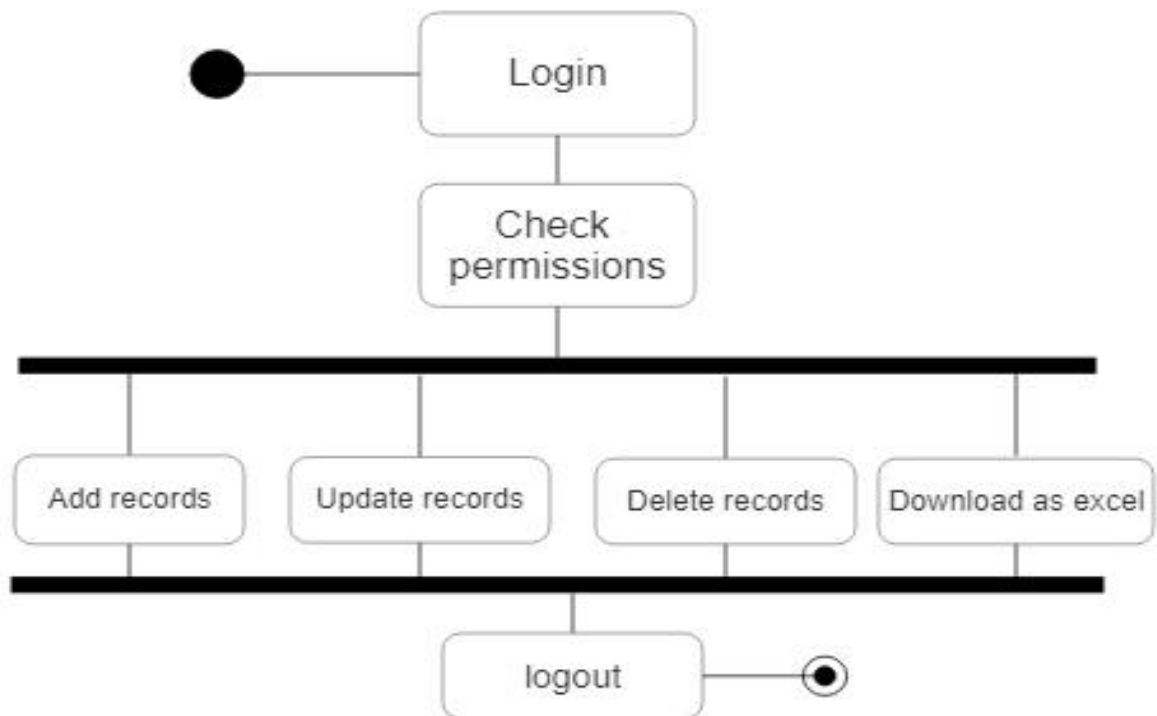 Login
Check
permissions
Add records
Update records
Delete records
Download as excel
logout